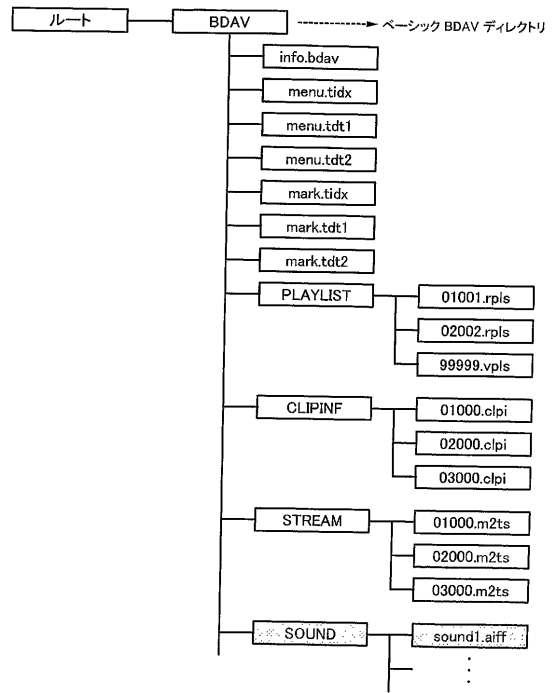 ルート
BDAV
ベーシック BDAV ディレクトリ
info.bdav
menu.tidx
menu.tdt1
menu.tdt2
mark.tidx
mark.tdt1
mark.tdt2
PLAYLIST
01001.rpls
02002.rpls
99999.vpls
CLIPINF
01000.clpi
02000.clpi
03000.clpi
STREAM
01000.m2ts
02000.m2ts
03000.m2ts
SOUND
sound1.aiff